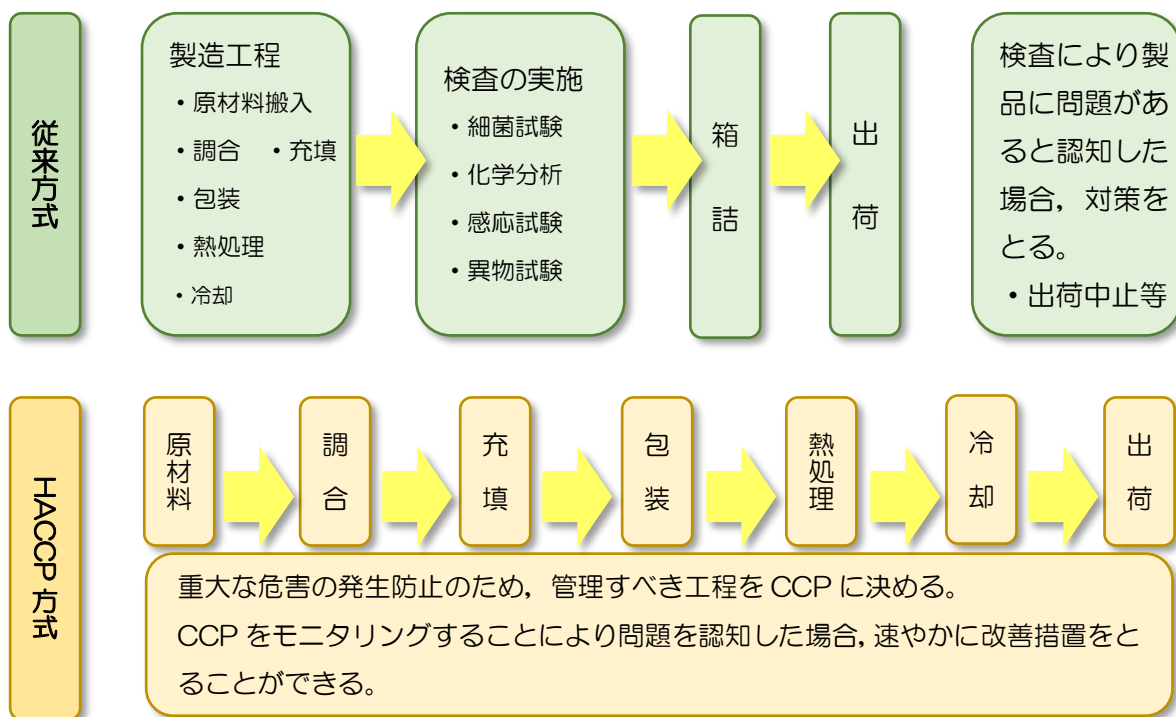 従来方式
製造工程
・原材料搬入
・調合　・充填
・包装
・熱処理
・冷却
検査の実施
・細菌試験
・化学分析
・感応試験
・異物試験
箱詰
出荷
検査により製
品に問題があ
ると認知した
場合，対策を
とる。
・出荷中止等
HACCP方式
原材料
調合
充填
包装
熱処理
冷却
出荷
重大な危害の発生防止のため，管理すべき工程を CCP に決める。
CCP をモニタリングすることにより問題を認知した場合，速やかに改善措置をと
ることができる。